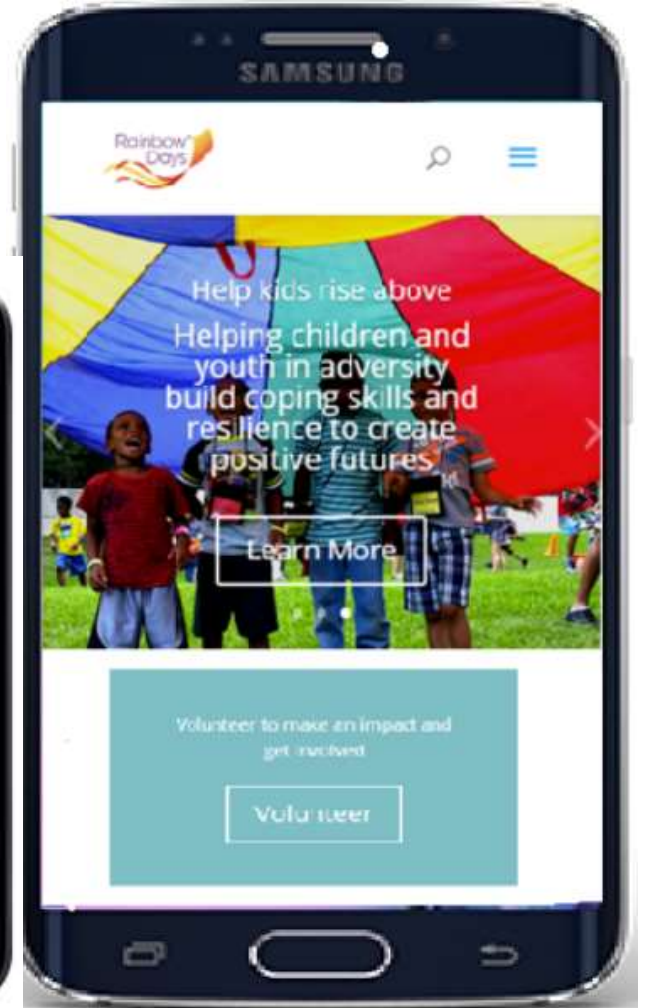 SAMSUNG
Rainbow
Days
Help kids rise above
Helping children and
youth in adversity
build coping skills and
resilience to create
positive futures
Learn More
Volunteer to make an impact and
get involved
Volunteer